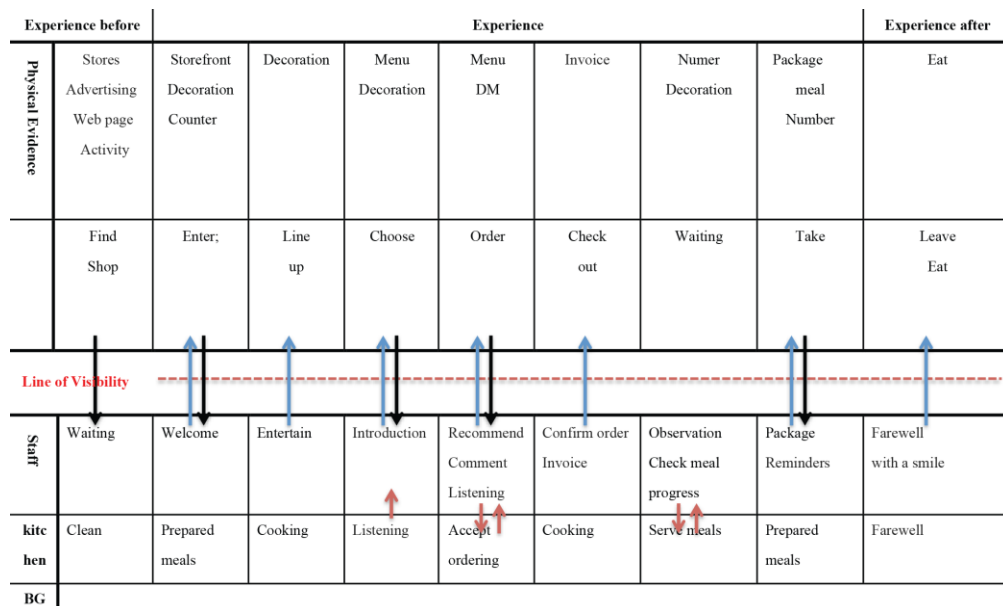 Experience before Experience Experience after
Physical Evidence
Stores Storefront Decoration Menu Menu Invoice Numer Package Eat
Advertising Decoration Decoration DM Decoration meal
Web page Counter Number
Activity
Find Enter; Line Choose Order Check Waiting Take Leave
Shop up out Eat
Line of Visibility
Staff
Waiting Welcome Entertain Introduction Recommend Confirm order Observation Package Farewell
Comment Invoice Check meal Reminders with a smile
Listening progress
kitc Clean Prepared Cooking Listening Accept Cooking Serve meals Prepared Farewell
hen meals ordering meals
BG